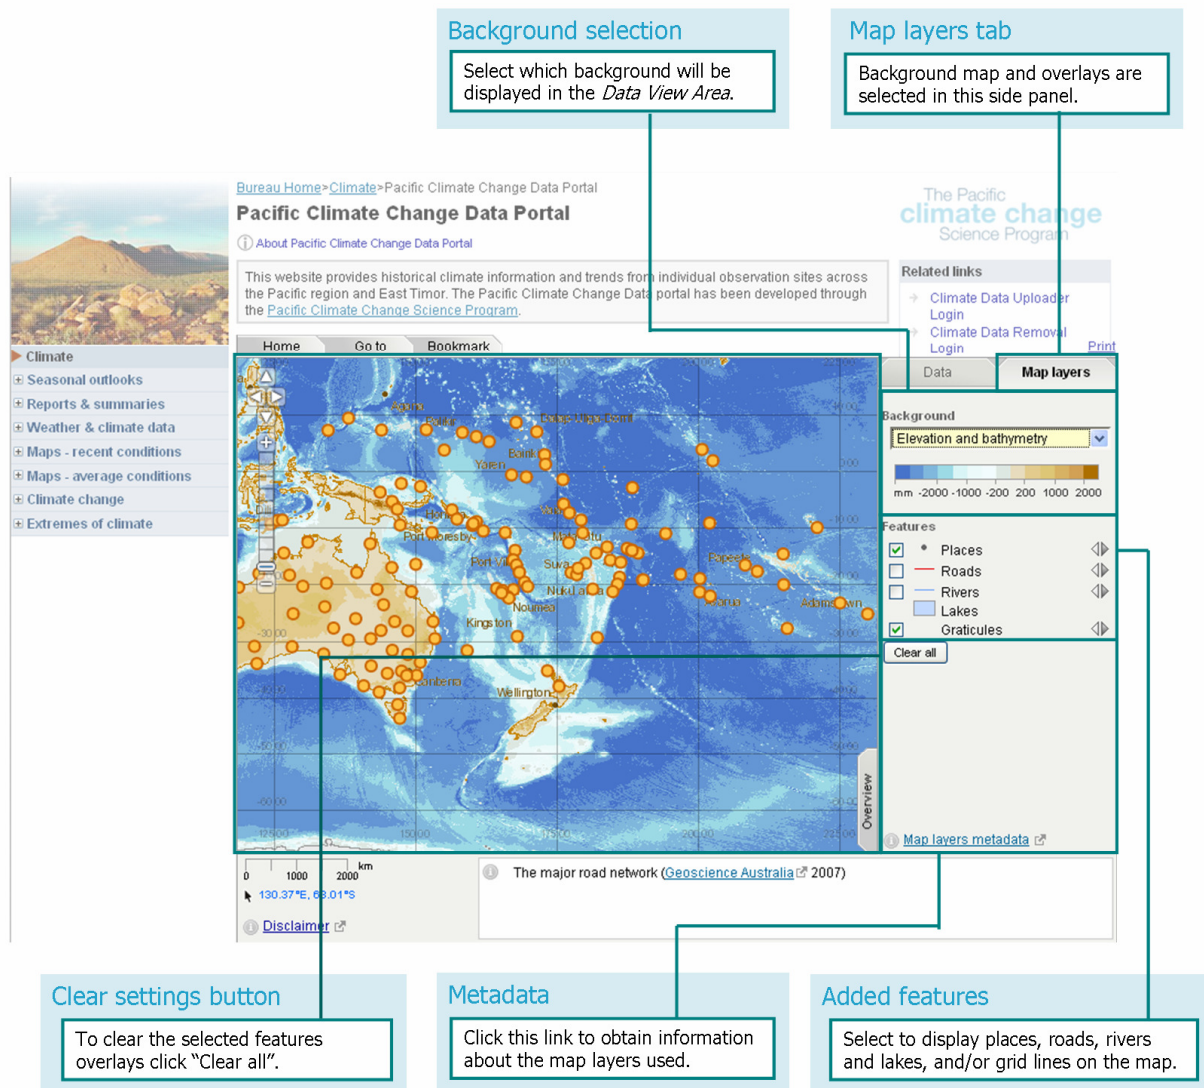 Background selection
Select which background will be
displayed in the Data View Area.
Map layers tab
Background map and overlays are
selected in this side panel.
Bureau Home>Climate>Pacific Climate Change Data Portal
Pacific Climate Change Data Portal
About Pacific Climate Change Data Portal
The Pacific
climate change
Science Program
This website provides historical climate information and trends from individual observation sites across
the Pacific region and East Timor. The Pacific Climate Change Data portal has been developed through
the Pacific Climate Change Science Program.
Related links
Climate Data Uploader
Login
Climate Data Removal
Login
Print
Home
Go to
Bookmark
Climate
Seasonal outlooks
Reports & summaries
Weather & climate data
Maps - recent conditions
Maps - average conditions
Climate change
Extremes of climate
Data
Map layers
Background
Elevation and bathymetry
mm -2000 -1000 -200 200 1000 2000
Features
Places
Roads
Rivers
Lakes
Graticules
Clear all
Map layers metadata
Yaren
Port Moresby
Suva
Noumea
Kingston
Canberra
Wellington
-30.00
Overview
0 1000 2000 km
Disclaimer
The major road network (Geoscience Australia 2007)
Clear settings button
To clear the selected features
overlays click “Clear all”.
Metadata
Click this link to obtain information
about the map layers used.
Added features
Select to display places, roads, rivers
and lakes, and/or grid lines on the map.